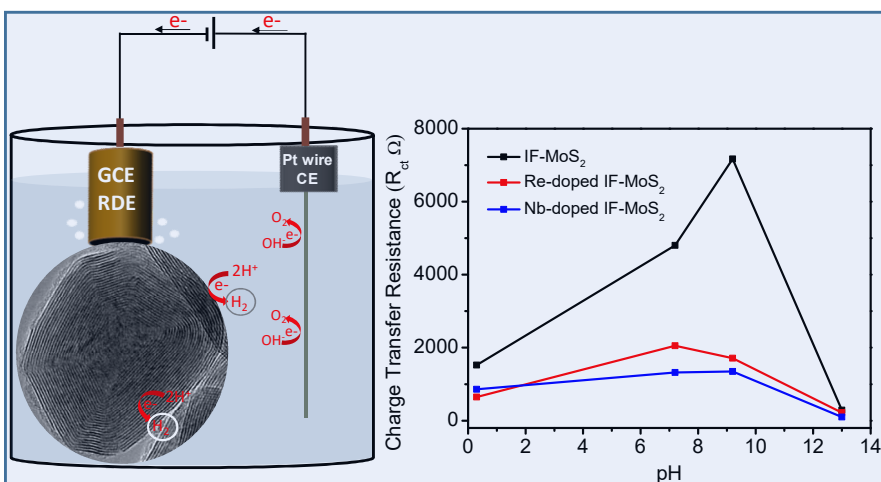 e-
e-
GCE
RDE
Pt wire
CE
O₂
OH⁻ e-
2H⁺
e-
H₂
O₂
OH⁻ e-
e-
2H⁺
H₂
Charge Transfer Resistance (R_ct Ω)
8000
6000
4000
2000
0
IF-MoS₂
Re-doped IF-MoS₂
Nb-doped IF-MoS₂
0 2 4 6 8 10 12 14
pH